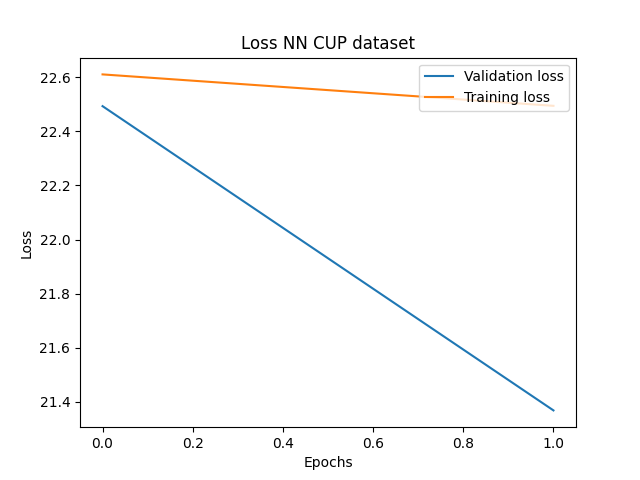 Loss NN CUP dataset
Validation loss
Training loss
22.6
22.4
22.2
22.0
21.8
21.6
21.4
Loss
0.0 0.2 0.4 0.6 0.8 1.0
Epochs